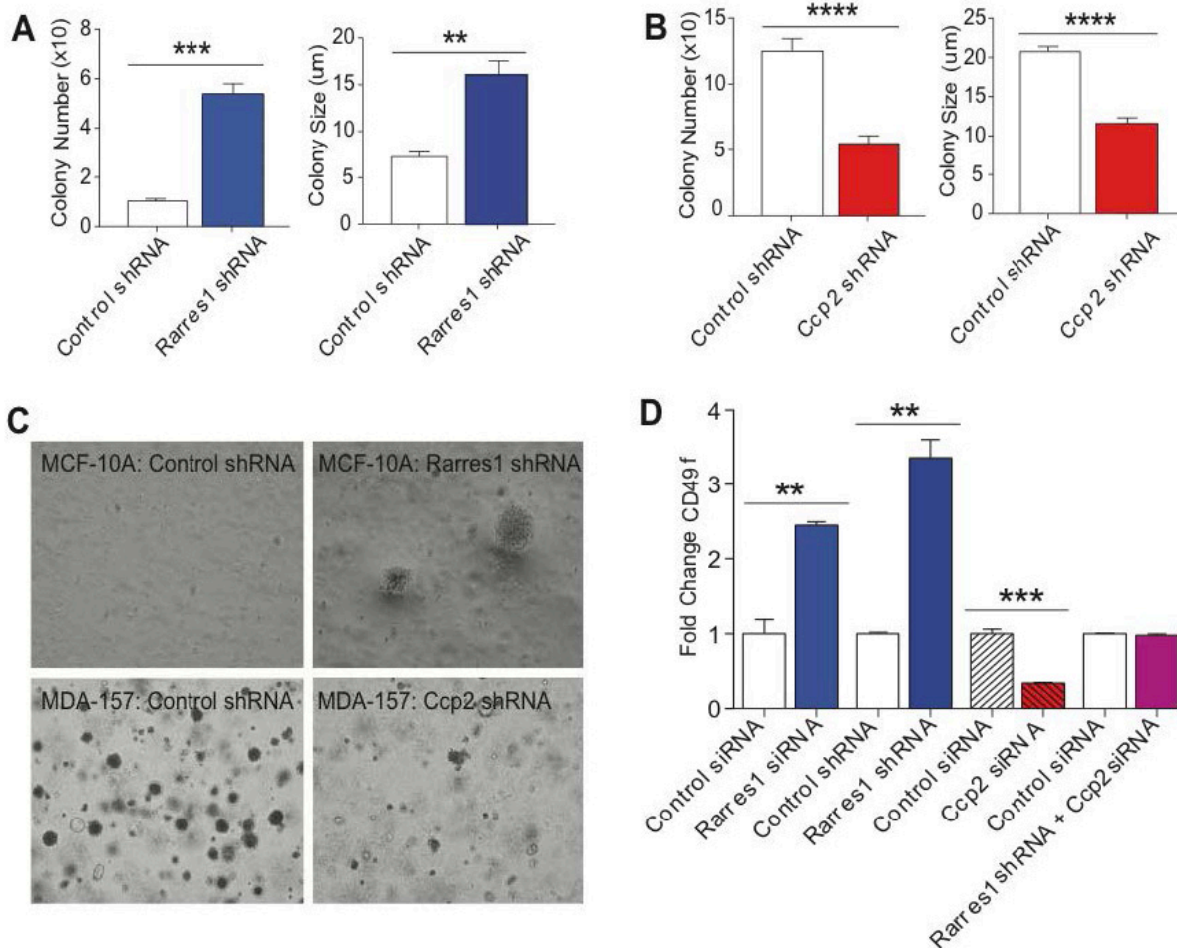 A
Colony Number (x10)
8
6
4
2
0
***
Control shRNA
Rarres1 shRNA
Colony Size (um)
20
15
10
5
0
**
Control shRNA
Rarres1 shRNA
B
Colony Number (x10)
15
10
5
0
****
Control shRNA
Ccp2 shRNA
Colony Size (um)
25
20
15
10
5
0
****
Control shRNA
Ccp2 shRNA
C
MCF-10A: Control shRNA
MCF-10A: Rarres1 shRNA
MDA-157: Control shRNA
MDA-157: Ccp2 shRNA
D
Fold Change CD49f
4
3
2
1
0
**
**
***
Control siRNA
Rarres1 siRNA
Control shRNA
Rarres1 shRNA
Control siRNA
Ccp2 siRNA
Control siRNA
Rarres1 shRNA + Ccp2 siRNA